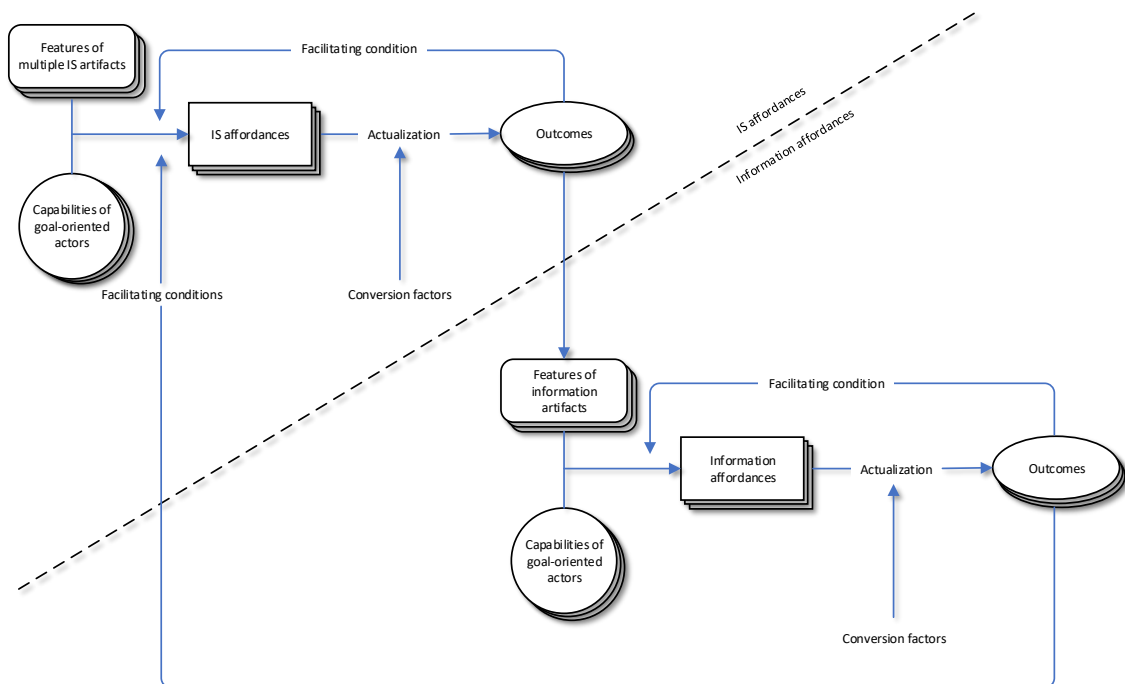 Facilitating condition
Features of
multiple IS artifacts
IS affordances
Actualization
Outcomes
IS affordances
Information affordances
Capabilities of
goal-oriented
actors
Facilitating conditions
Conversion factors
Features of
information
artifacts
Facilitating condition
Information
affordances
Actualization
Outcomes
Capabilities of
goal-oriented
actors
Conversion factors